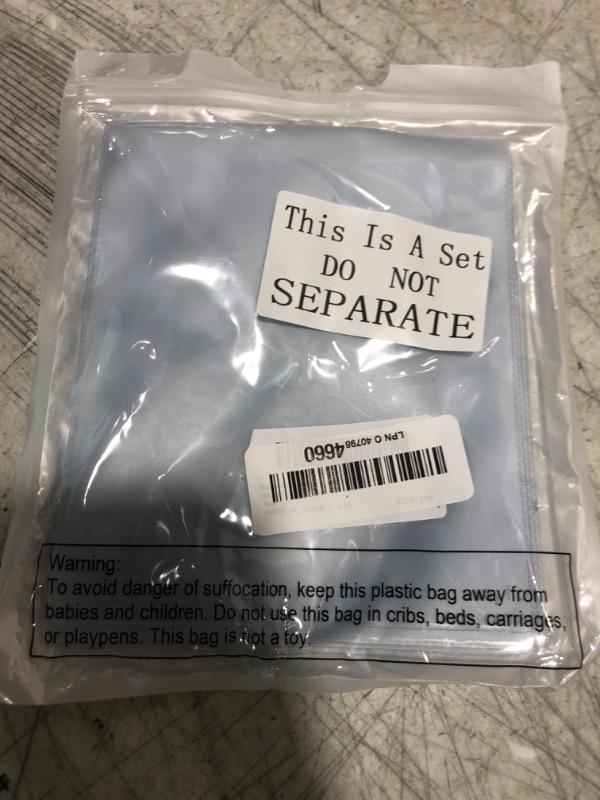 This Is A Set
DO NOT
SEPARATE
LPN O 407984660
Warning:
To avoid danger of suffocation, keep this plastic bag away from
babies and children. Do not use this bag in cribs, beds, carriages,
or playpens. This bag is not a toy.